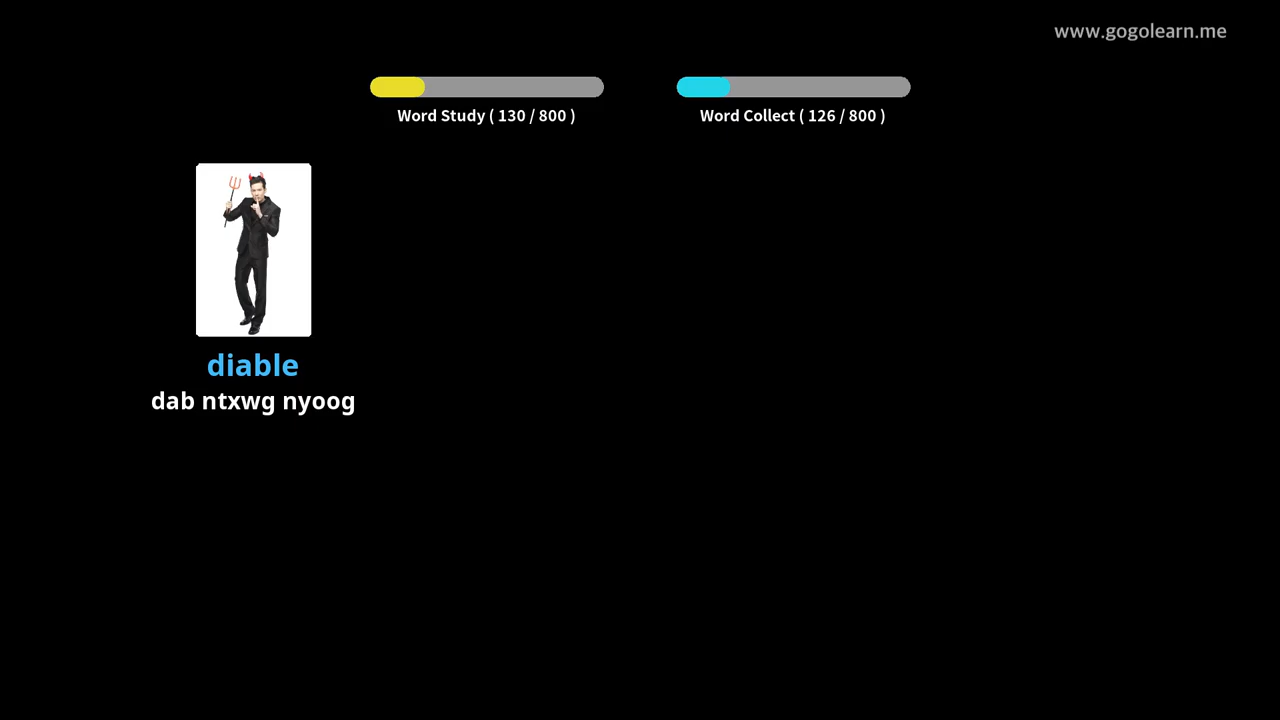 www.gogolearn.me
Word Study ( 130 / 800 )
Word Collect ( 126 / 800 )
diable
dab ntxwg nyoog